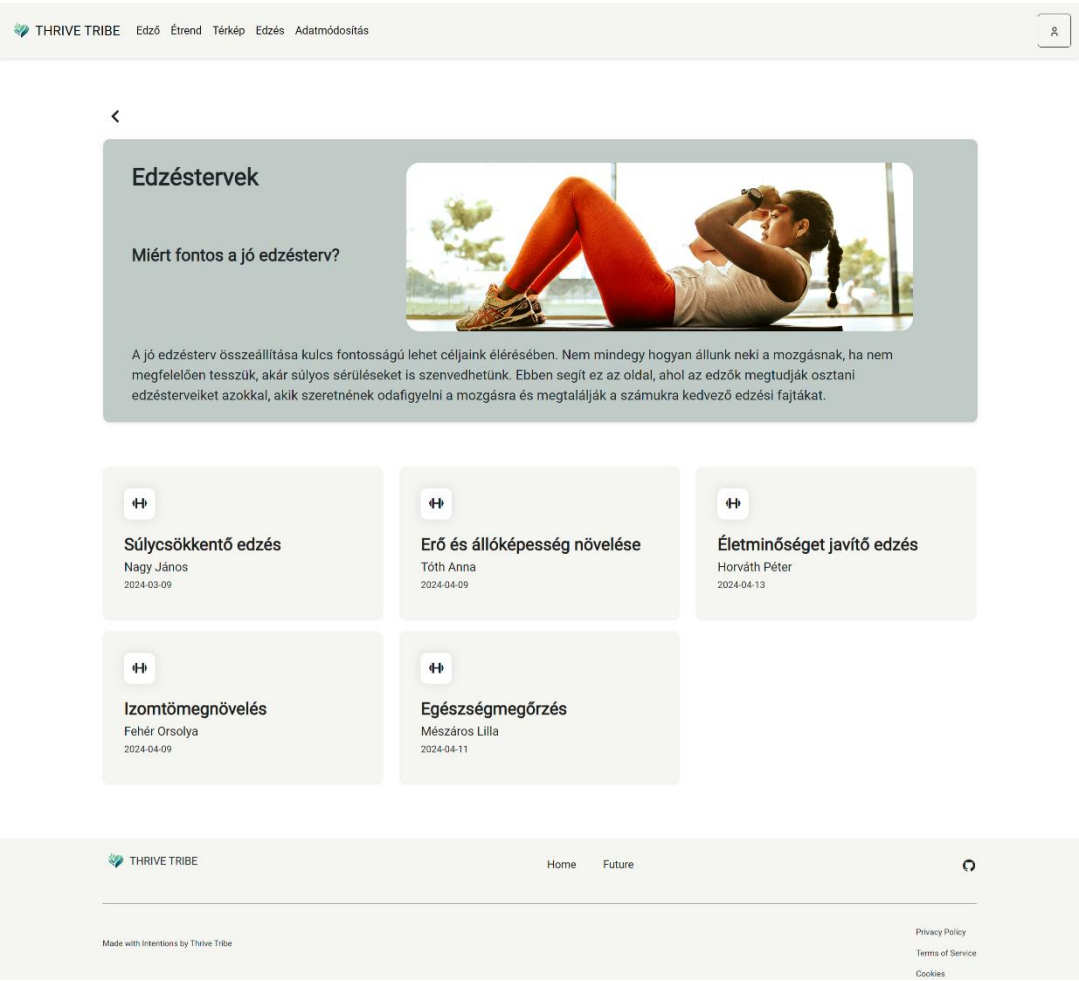 THRIVE TRIBE Edző Étrend Térkép Edzés Adatmódosítás
Edzéstervek
Miért fontos a jó edzésterv?
A jó edzésterv összeállítása kulcs fontosságú lehet céljaink élérésében. Nem mindegy hogyan állunk neki a mozgásnak, ha nem
megfelelően tesszük, akár súlyos sérüléseket is szenvedhetünk. Ebben segít ez az oldal, ahol az edzők megtudják osztani
edzésterveiket azokkal, akik szeretnének odafigyelni a mozgásra és megtalálják a számukra kedvező edzési fajtákat.
Súlycsökkentő edzés
Nagy János
2024-03-09
Erő és állóképesség növelése
Tóth Anna
2024-04-09
Életminőséget javító edzés
Horváth Péter
2024-04-13
Izomtömegnövelés
Fehér Orsolya
2024-04-09
Egészségmegőrzés
Mészáros Lilla
2024-04-11
THRIVE TRIBE
Home Future
Made with Intentions by Thrive Tribe
Privacy Policy
Terms of Service
Cookies